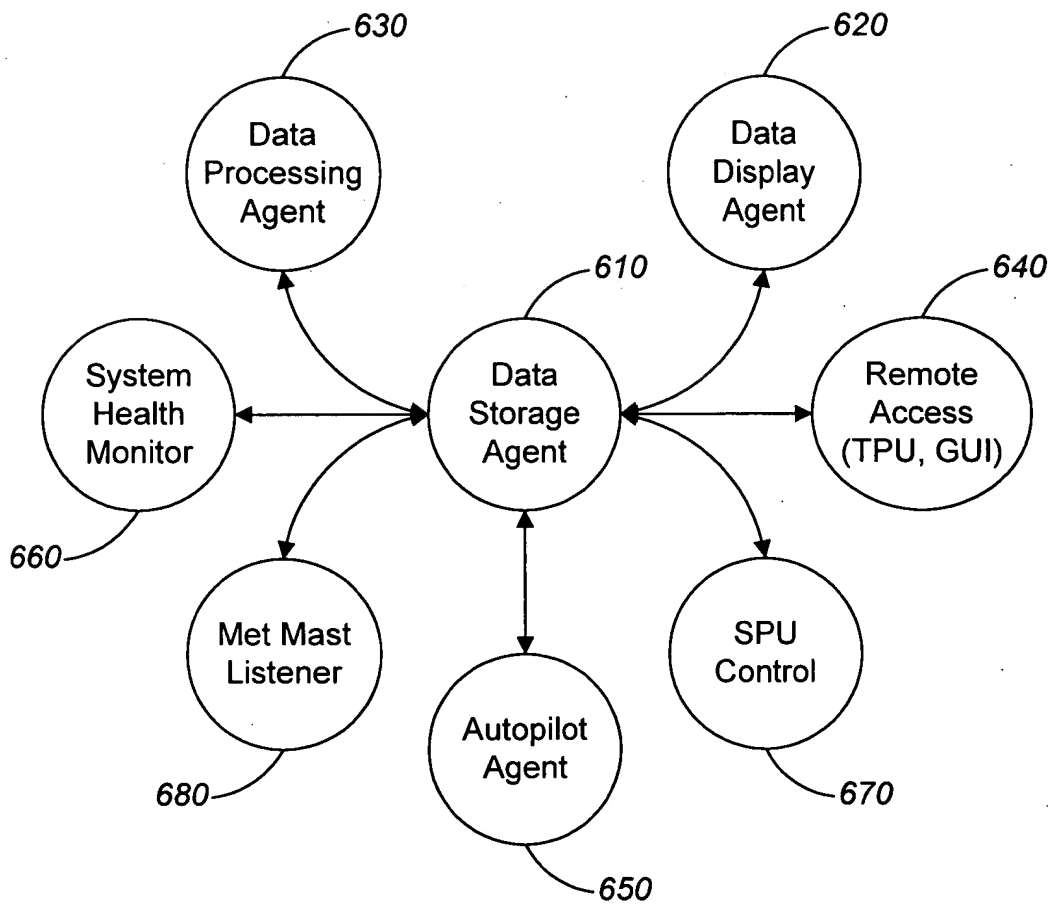 630
620
Data
Processing
Agent
Data
Display
Agent
610
640
System
Health
Monitor
Data
Storage
Agent
Remote
Access
(TPU, GUI)
660
Met Mast
Listener
SPU
Control
Autopilot
Agent
680
670
650